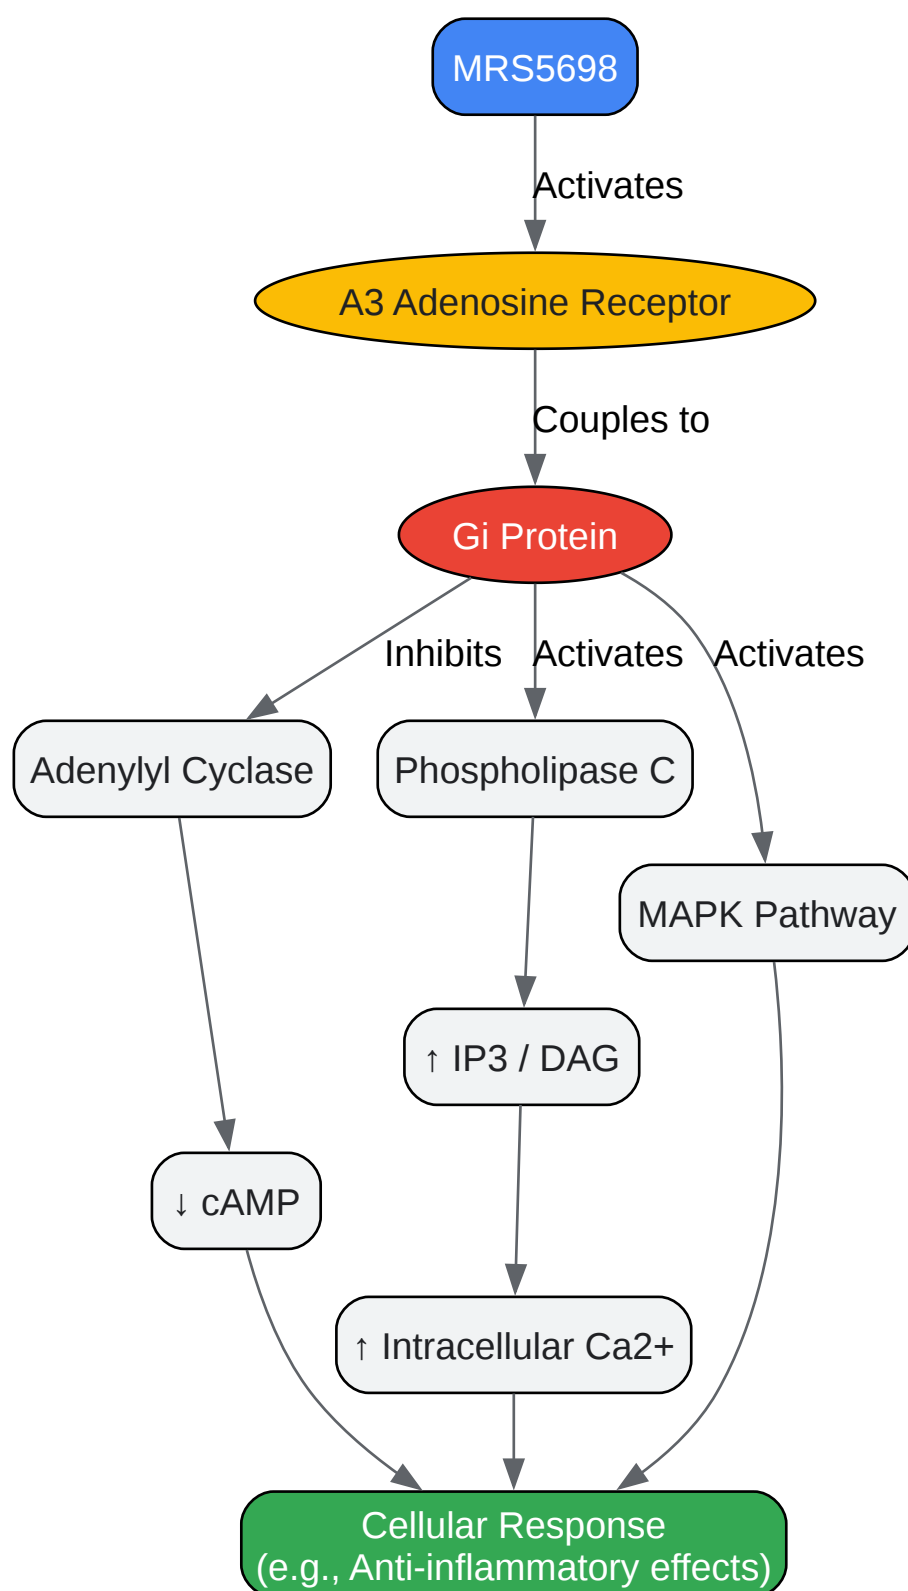 MRS5698
Activates
A3 Adenosine Receptor
Couples to
Gi Protein
Inhibits
Activates
Activates
Adenylyl Cyclase
Phospholipase C
MAPK Pathway
↑ IP3 / DAG
↓ cAMP
↑ Intracellular Ca2+
Cellular Response
(e.g., Anti-inflammatory effects)